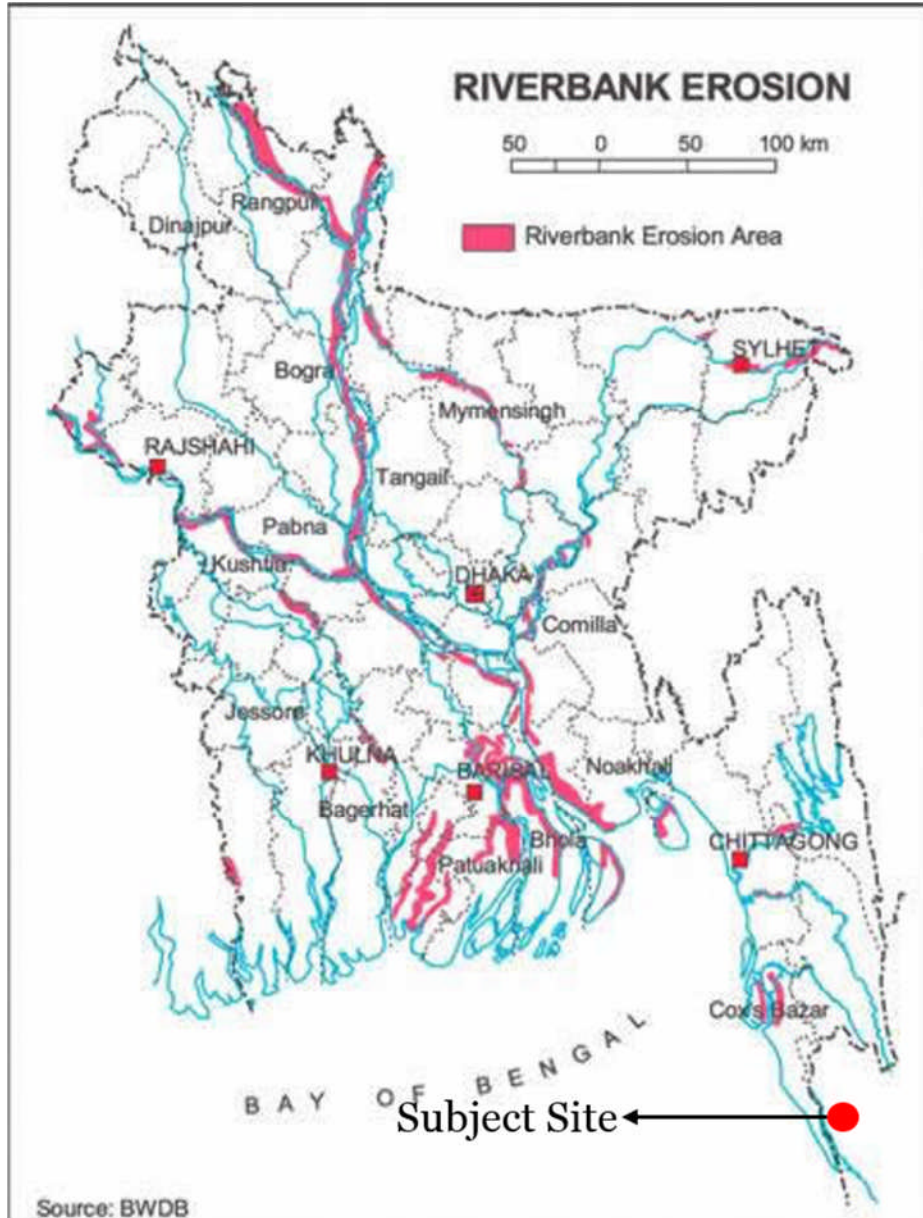 RIVERBANK EROSION
50 0 50 100 km
Riverbank Erosion Area
Rangpur
Dinajpur
SYLHET
Bogra
Mymensingh
RAJSHAHI
Tangail
Pabna
Kushtia
DHAKA
Comilla
Jessore
KHULNA
BARISAL
Noakhali
Bagerhat
Bhola
CHITTAGONG
Patuakhali
Cox's Bazar
BAY OF BENGAL
Subject Site
Source: BWDB